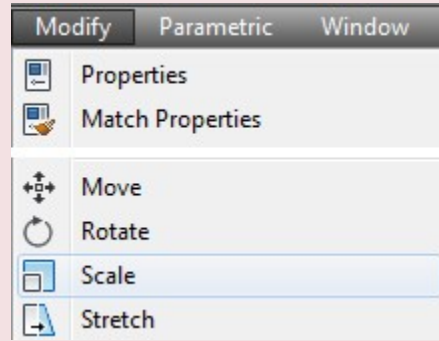 Modify Parametric Window
Properties
Match Properties
Move
Rotate
Scale
Stretch